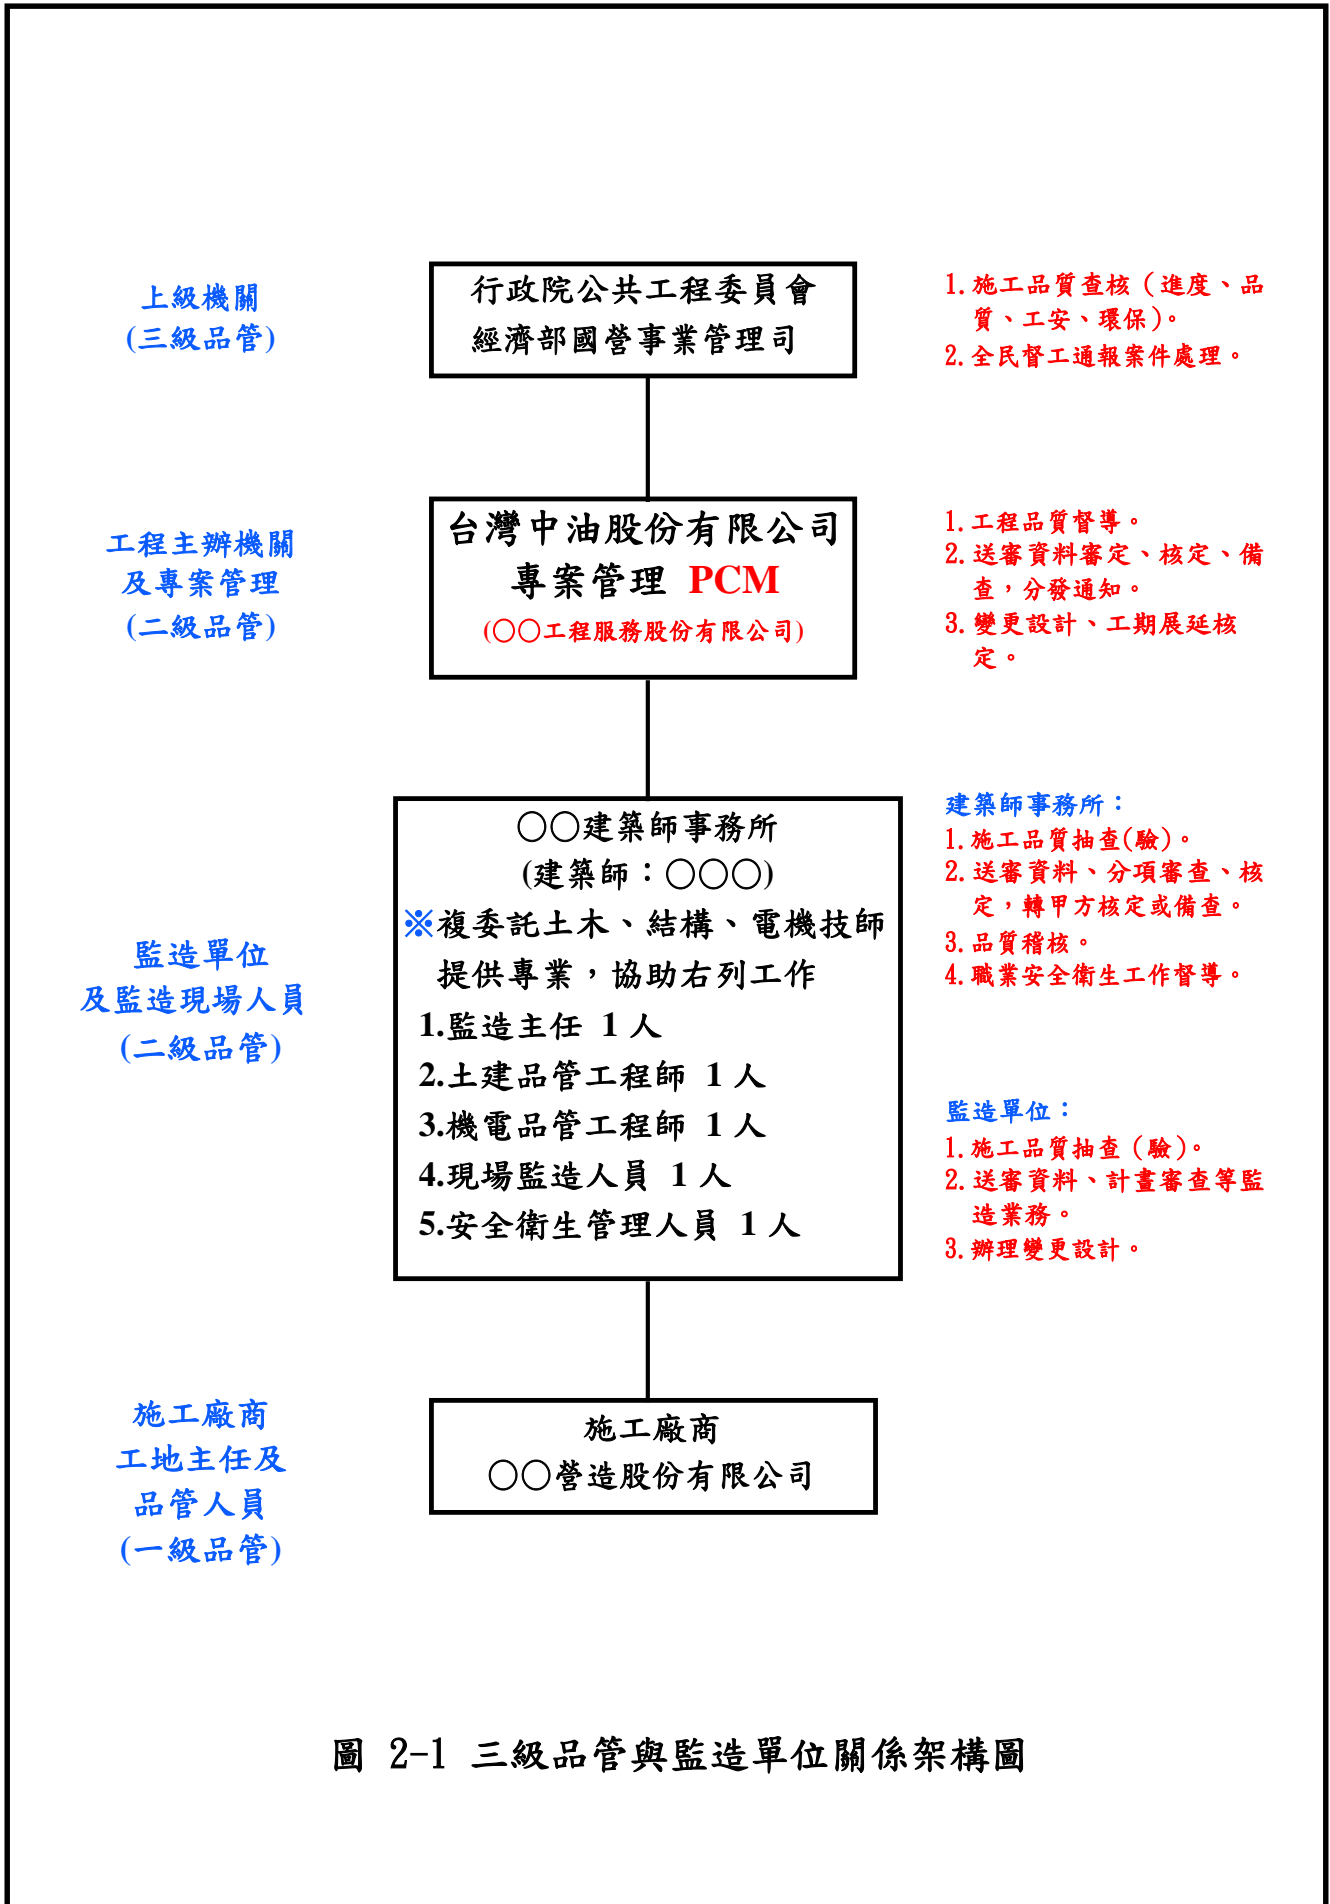 上級機關
(三級品管)
行政院公共工程委員會
經濟部國營事業管理司
1.施工品質查核（進度、品
質、工安、環保）。
2.全民督工通報案件處理。
工程主辦機關
及專案管理
(二級品管)
台灣中油股份有限公司
專案管理 PCM
(○○工程服務股份有限公司)
1.工程品質督導。
2.送審資料審定、核定、備
查，分發通知。
3.變更設計、工期展延核
定。
監造單位
及監造現場人員
(二級品管)
○○建築師事務所
(建築師：○○○)
※複委託土木、結構、電機技師
提供專業，協助右列工作
1.監造主任 1人
2.土建品管工程師 1人
3.機電品管工程師 1人
4.現場監造人員 1人
5.安全衛生管理人員 1人
建築師事務所：
1.施工品質抽查(驗)。
2.送審資料、分項審查、核
定，轉甲方核定或備查。
3.品質稽核。
4.職業安全衛生工作督導。
監造單位：
1.施工品質抽查（驗）。
2.送審資料、計畫審查等監
造業務。
3.辦理變更設計。
施工廠商
工地主任及
品管人員
(一級品管)
施工廠商
○○營造股份有限公司
圖 2-1 三級品管與監造單位關係架構圖